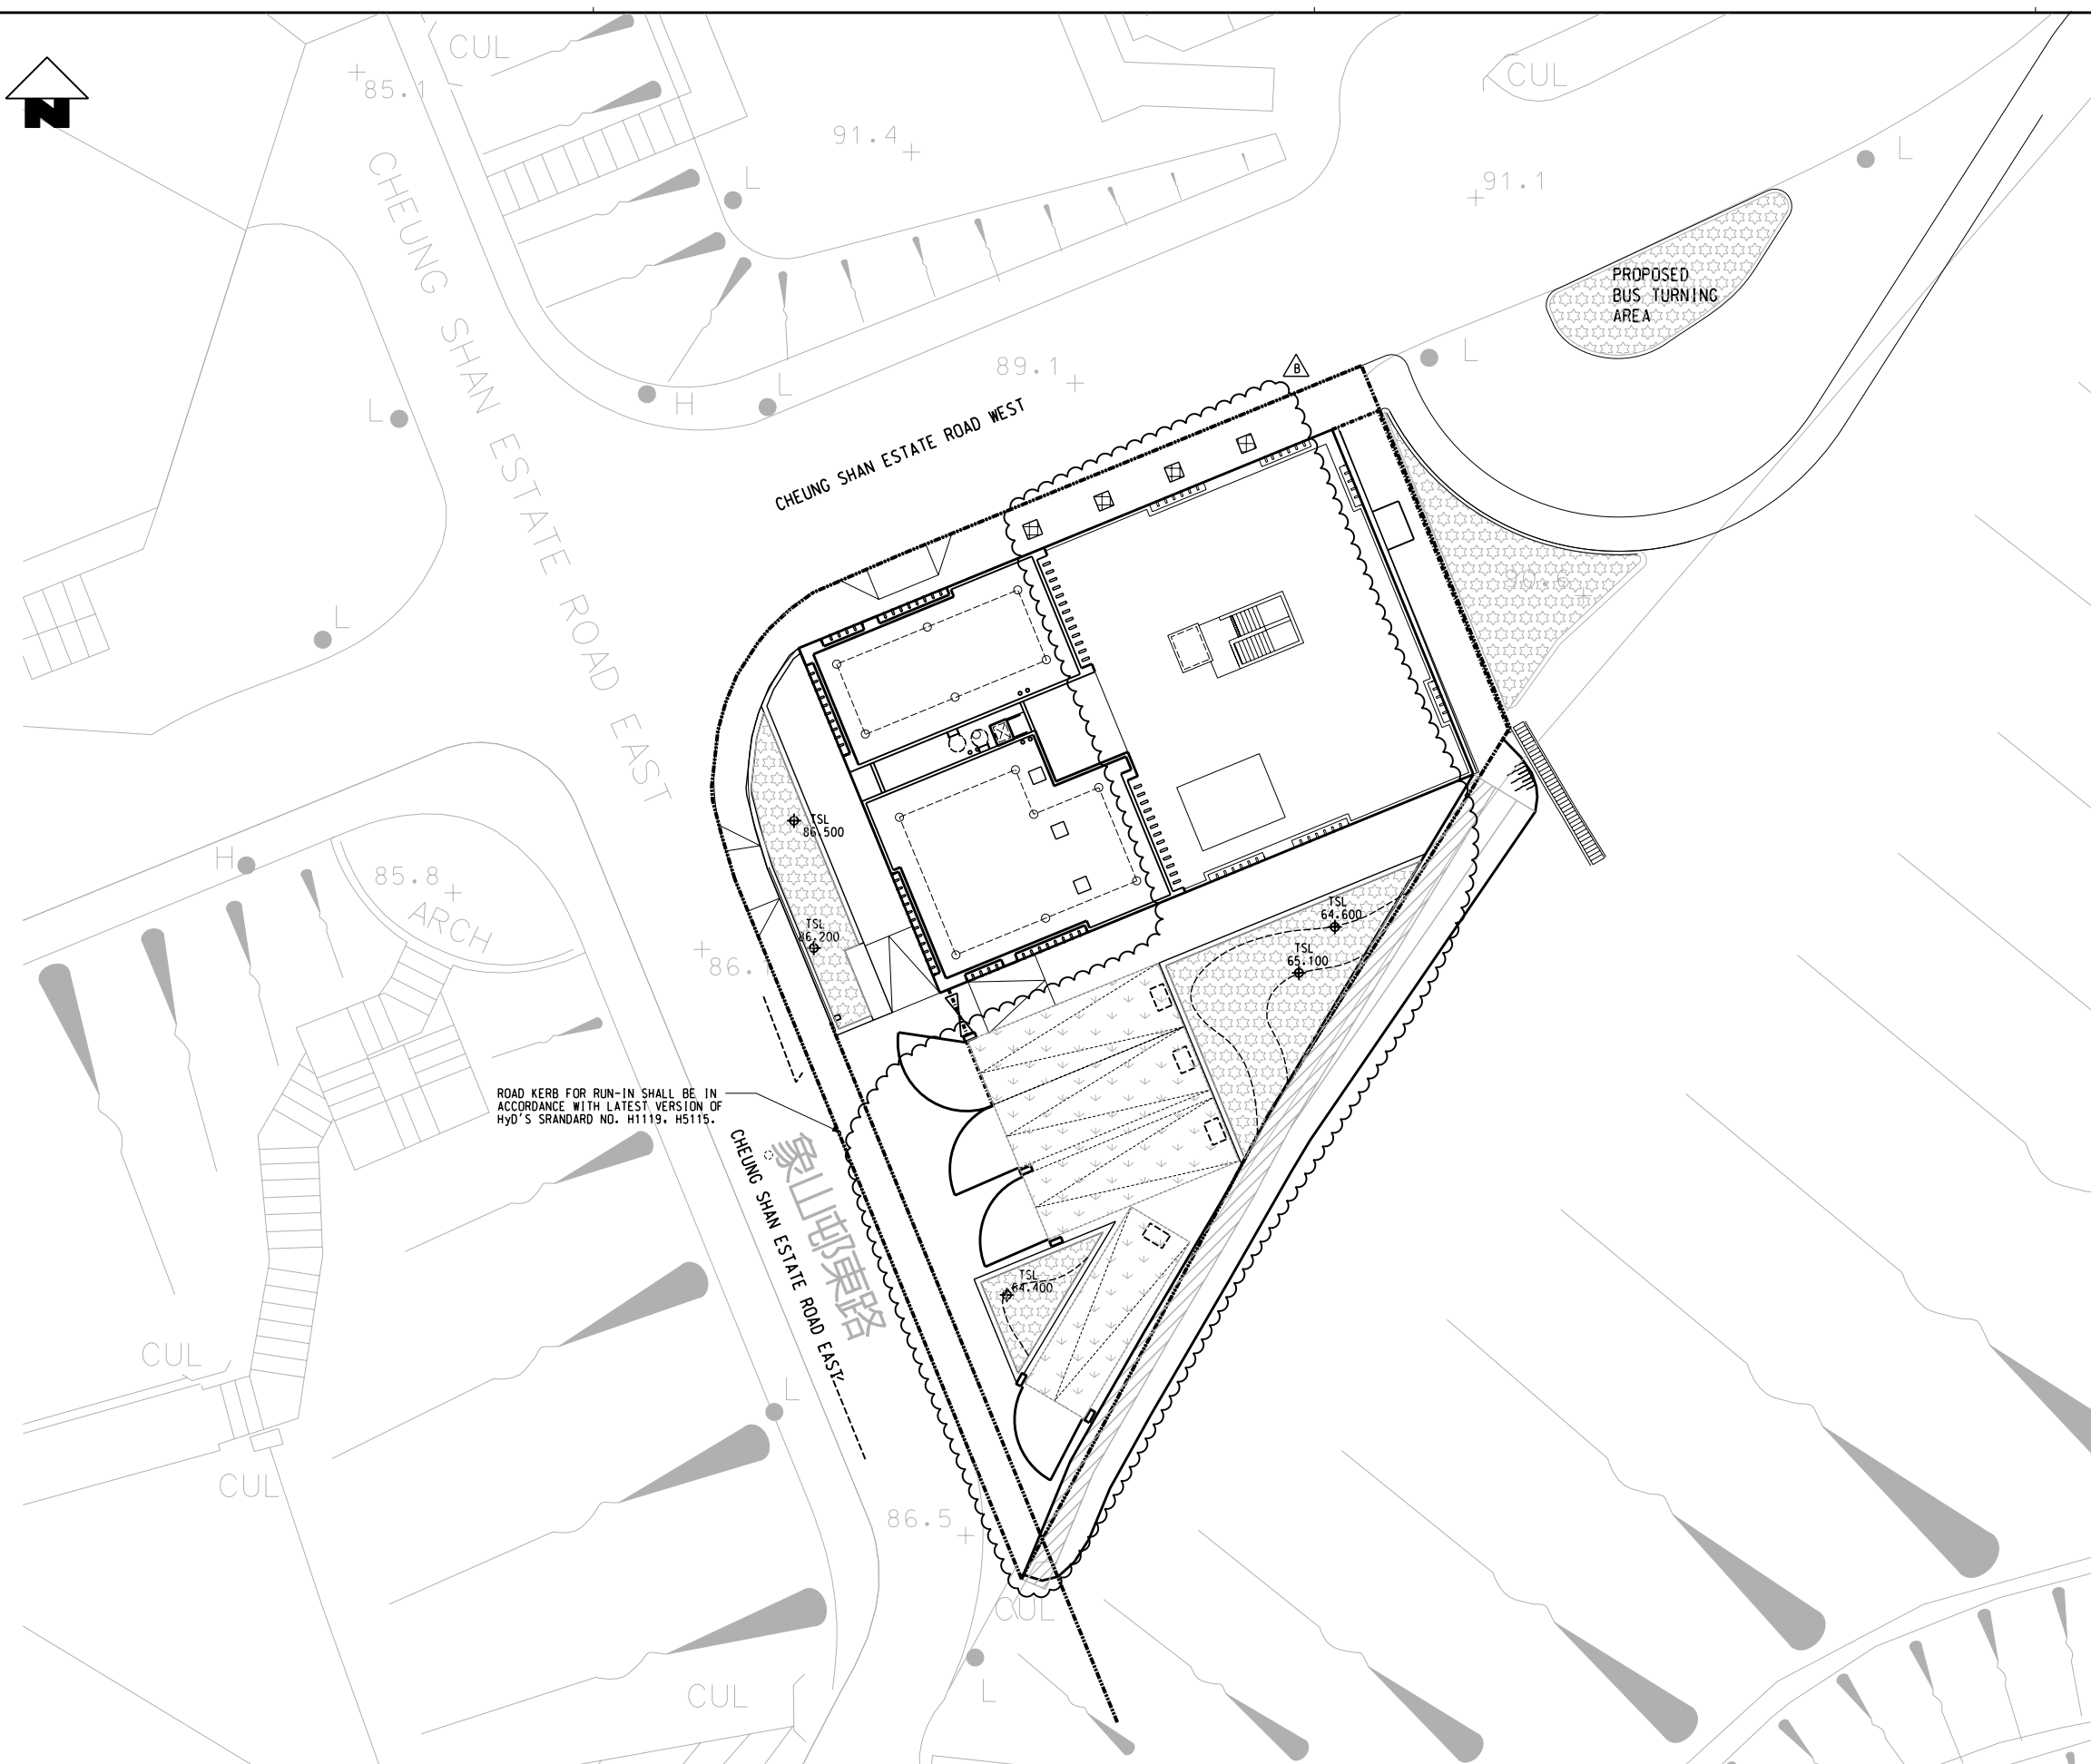 CUL
85.1
N
91.4
CUL
L
91.1
L
CHEUNG SHAN ESTATE ROAD EAST
PROPOSED
BUS TURNING
AREA
89.1
B
L
L
H
L
CHEUNG SHAN ESTATE ROAD WEST
90.6
L
TSL
86.500
H
85.8
ARCH
TSL
86.200
86.
TSL
64.600
TSL
65.100
ROAD KERB FOR RUN-IN SHALL BE IN
ACCORDANCE WITH LATEST VERSION OF
HyD'S SRANDARD NO. H1119, H5115.
CHEUNG SHAN ESTATE ROAD EAST
象山邨東路
TSL
64.400
CUL
L
CUL
86.5
CUL
L
CUL